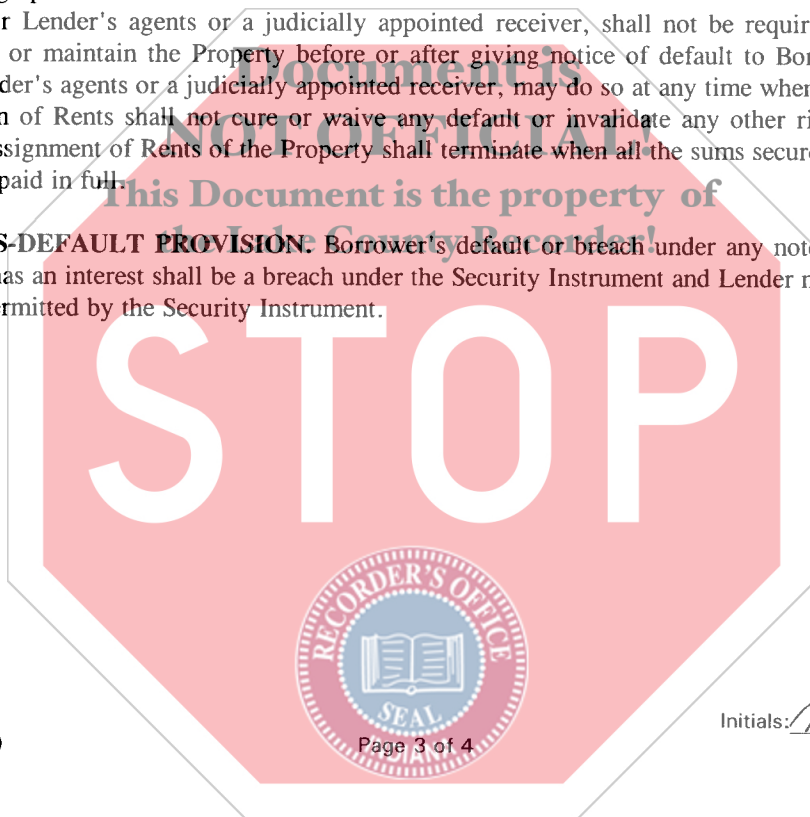 r Lender's agents or a judicially appointed receiver, shall not be requir
or maintain the Property before or after giving notice of default to Bor
der's agents or a judicially appointed receiver, may do so at any time when
n of Rents shall not cure or waive any default or invalidate any other ri
ssignment of Rents of the Property shall terminate when all the sums secur
paid in full.
Document is
NOT OFFICIAL!
This Document is the property of
the Lake County Recorder!
S-DEFAULT PROVISION. Borrower's default or breach under any not
has an interest shall be a breach under the Security Instrument and Lender m
rmitted by the Security Instrument.
STOP
RECORDER'S OFFICE
SEAL
INDIANA
Initials:
Page 3 of 4